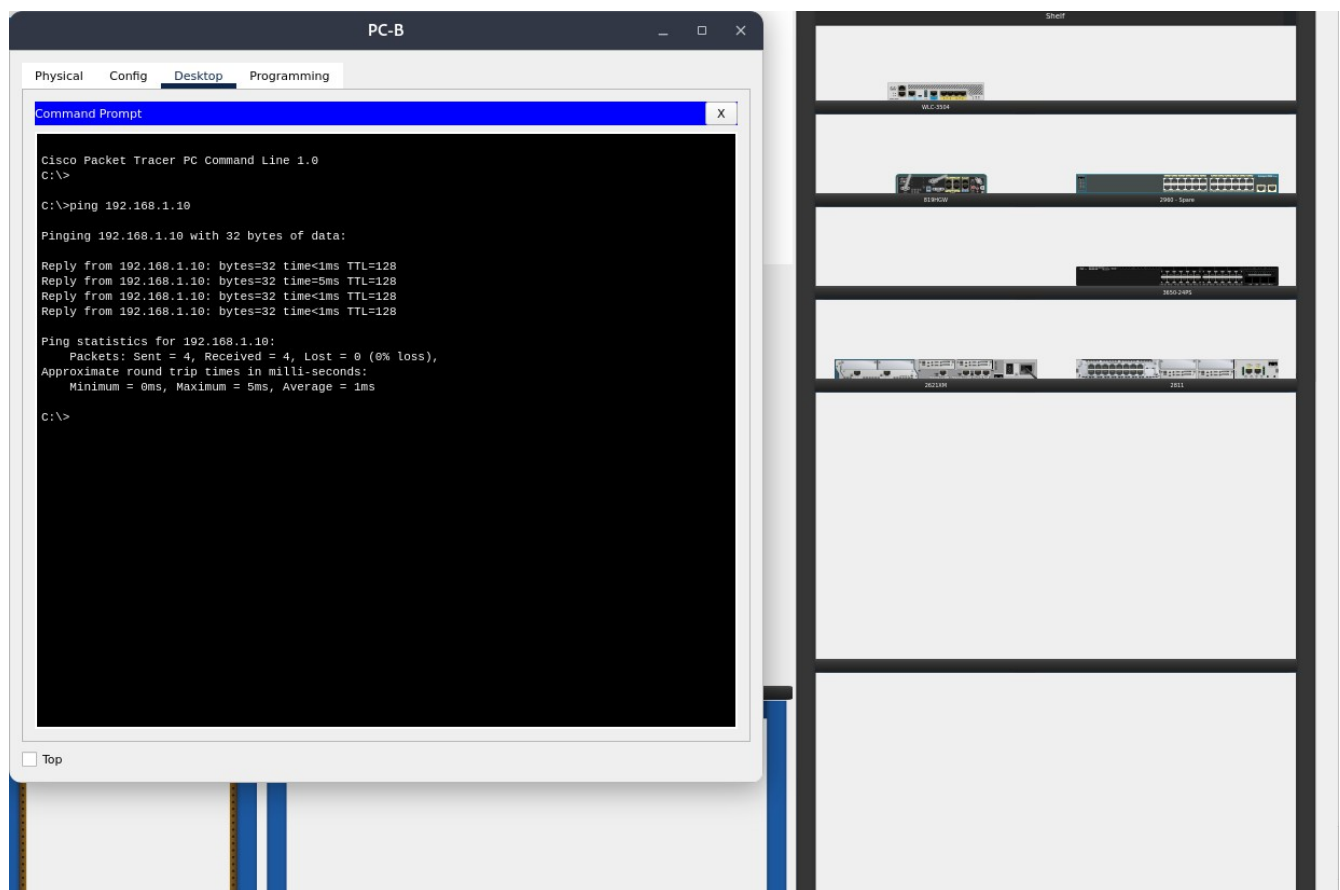 PC-B
Physical Config Desktop Programming
Command Prompt
X
Cisco Packet Tracer PC Command Line 1.0
C:\>
C:\>ping 192.168.1.10
Pinging 192.168.1.10 with 32 bytes of data:
Reply from 192.168.1.10: bytes=32 time<1ms TTL=128
Reply from 192.168.1.10: bytes=32 time=5ms TTL=128
Reply from 192.168.1.10: bytes=32 time<1ms TTL=128
Reply from 192.168.1.10: bytes=32 time<1ms TTL=128
Ping statistics for 192.168.1.10:
Packets: Sent = 4, Received = 4, Lost = 0 (0% loss),
Approximate round trip times in milli-seconds:
Minimum = 0ms, Maximum = 5ms, Average = 1ms
C:\>
Top
Shelf
WLC-3504
819HGW
2960 - Spare
3650-24PS
2621XM
2811